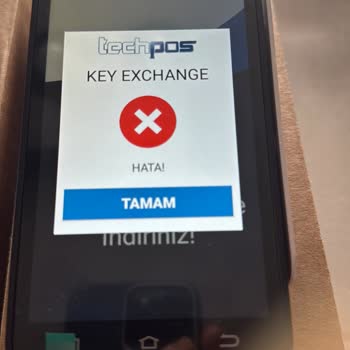 techpos
KEY EXCHANGE
HATA!
TAMAM
indiriniz!